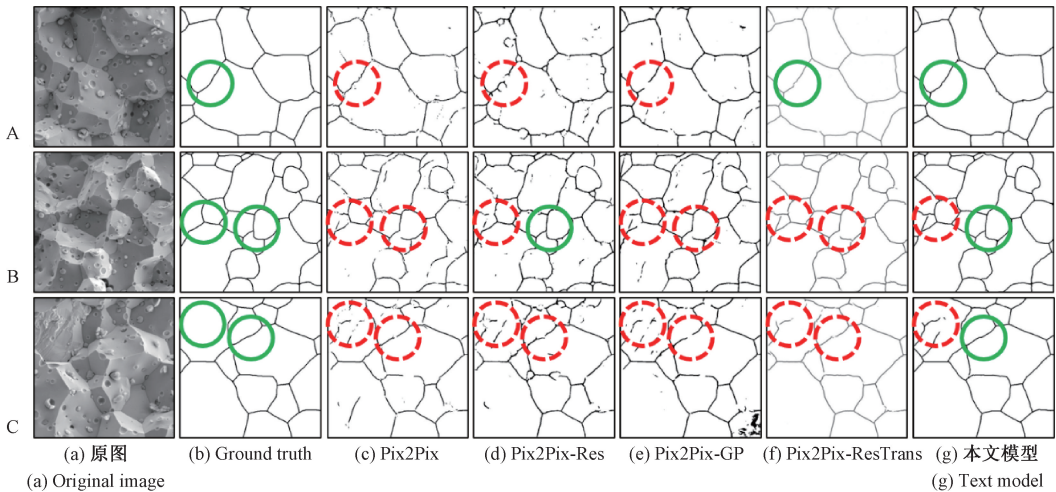 A
B
C
(a) 原图 (b) Ground truth (c) Pix2Pix (d) Pix2Pix-Res (e) Pix2Pix-GP (f) Pix2Pix-ResTrans (g) 本文模型
(a) Original image (g) Text model